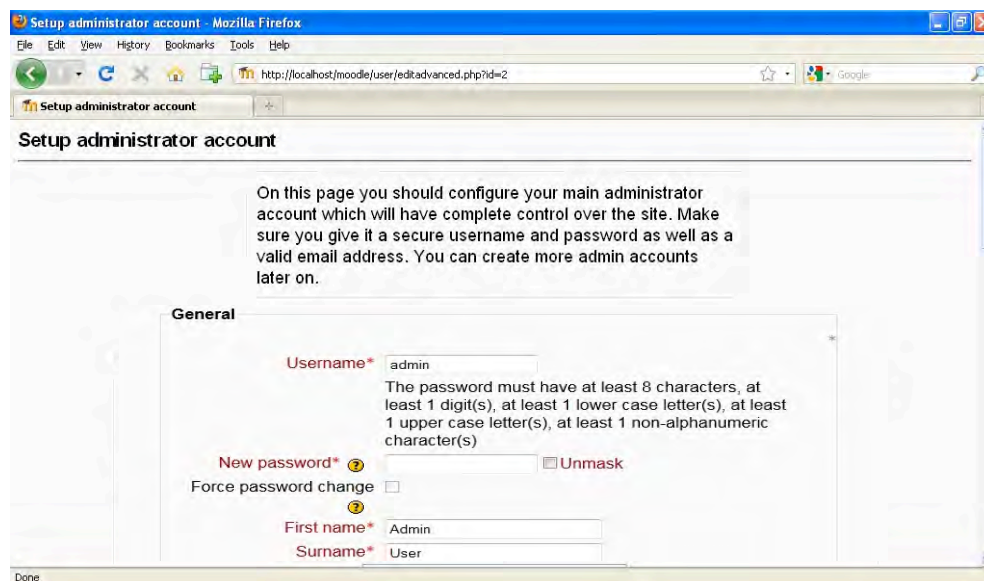 Setup administrator account - Mozilla Firefox
File Edit View History Bookmarks Tools Help
http://localhost/moodle/user/editadvanced.php?id=2
Google
Setup administrator account
Setup administrator account
On this page you should configure your main administrator
account which will have complete control over the site. Make
sure you give it a secure username and password as well as a
valid email address. You can create more admin accounts
later on.
General
*
Username* admin
The password must have at least 8 characters, at
least 1 digit(s), at least 1 lower case letter(s), at least
1 upper case letter(s), at least 1 non-alphanumeric
character(s)
New password* ? Unmask
Force password change
?
First name* Admin
Surname* User
Done